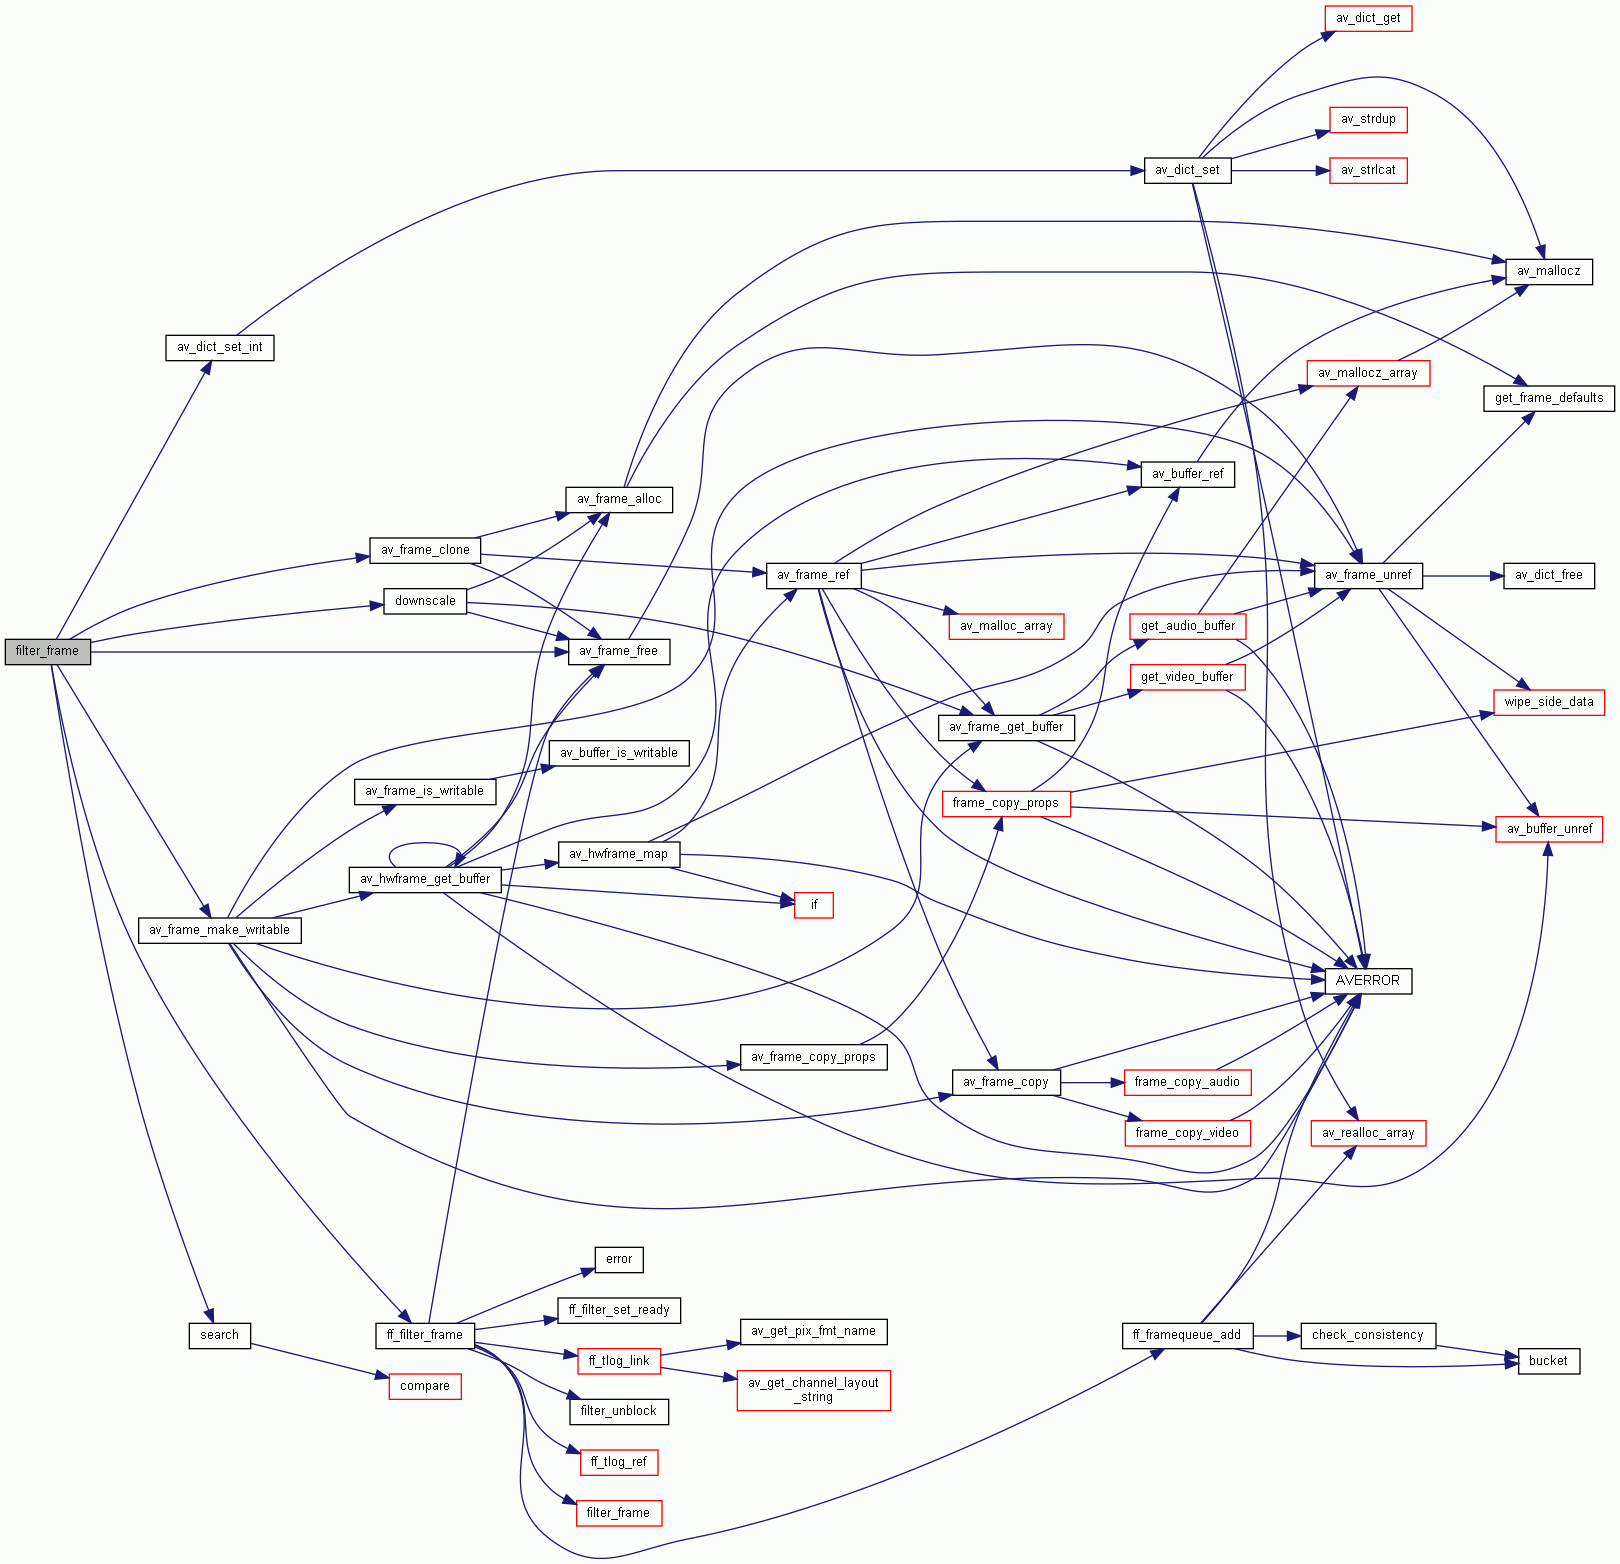 av_dict_get
av_strdup
av_dict_set
av_strlcat
av_mallocz
av_dict_set_int
av_mallocz_array
get_frame_defaults
av_buffer_ref
av_frame_alloc
av_frame_clone
av_frame_ref
av_frame_unref
av_dict_free
downscale
av_malloc_array
get_audio_buffer
filter_frame
av_frame_free
get_video_buffer
wipe_side_data
av_frame_get_buffer
av_buffer_is_writable
av_frame_is_writable
frame_copy_props
av_buffer_unref
av_hwframe_map
av_hwframe_get_buffer
if
av_frame_make_writable
AVERROR
av_frame_copy_props
av_frame_copy
frame_copy_audio
frame_copy_video
av_realloc_array
error
ff_filter_set_ready
av_get_pix_fmt_name
search
ff_filter_frame
ff_framequeue_add
check_consistency
ff_tlog_link
bucket
compare
av_get_channel_layout
_string
filter_unblock
ff_tlog_ref
filter_frame